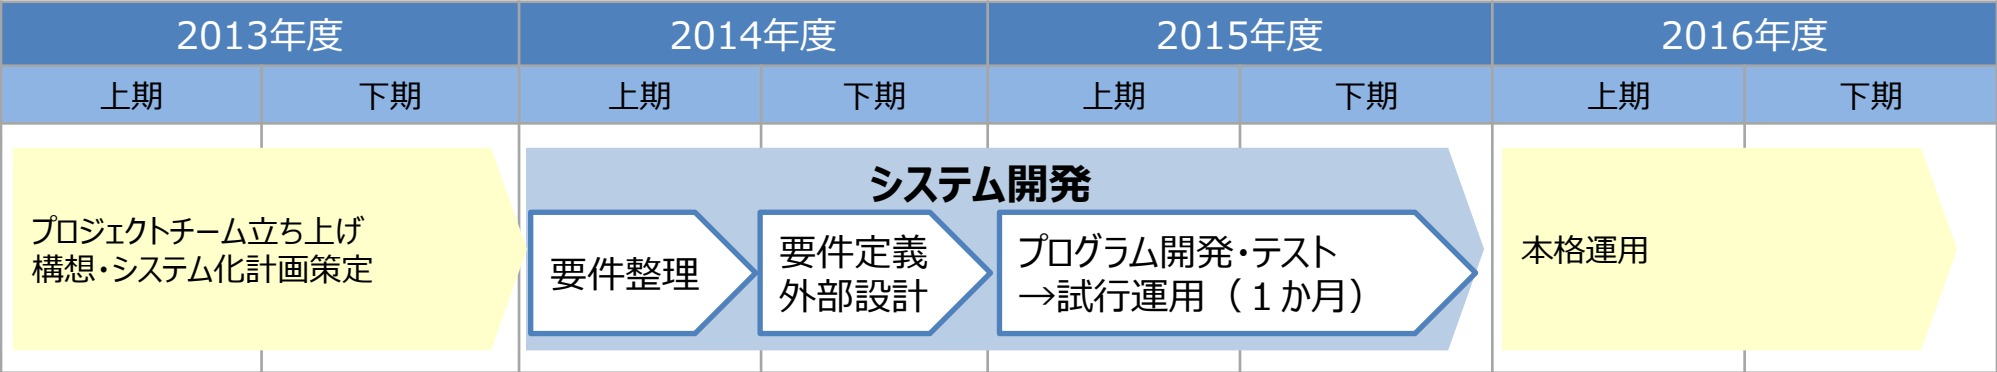 2013年度 2014年度 2015年度 2016年度
上期 下期 上期 下期 上期 下期 上期 下期
システム開発
プロジェクトチーム立ち上げ
構想・システム化計画策定
要件整理
要件定義
外部設計
プログラム開発・テスト
→試行運用（１か月）
本格運用